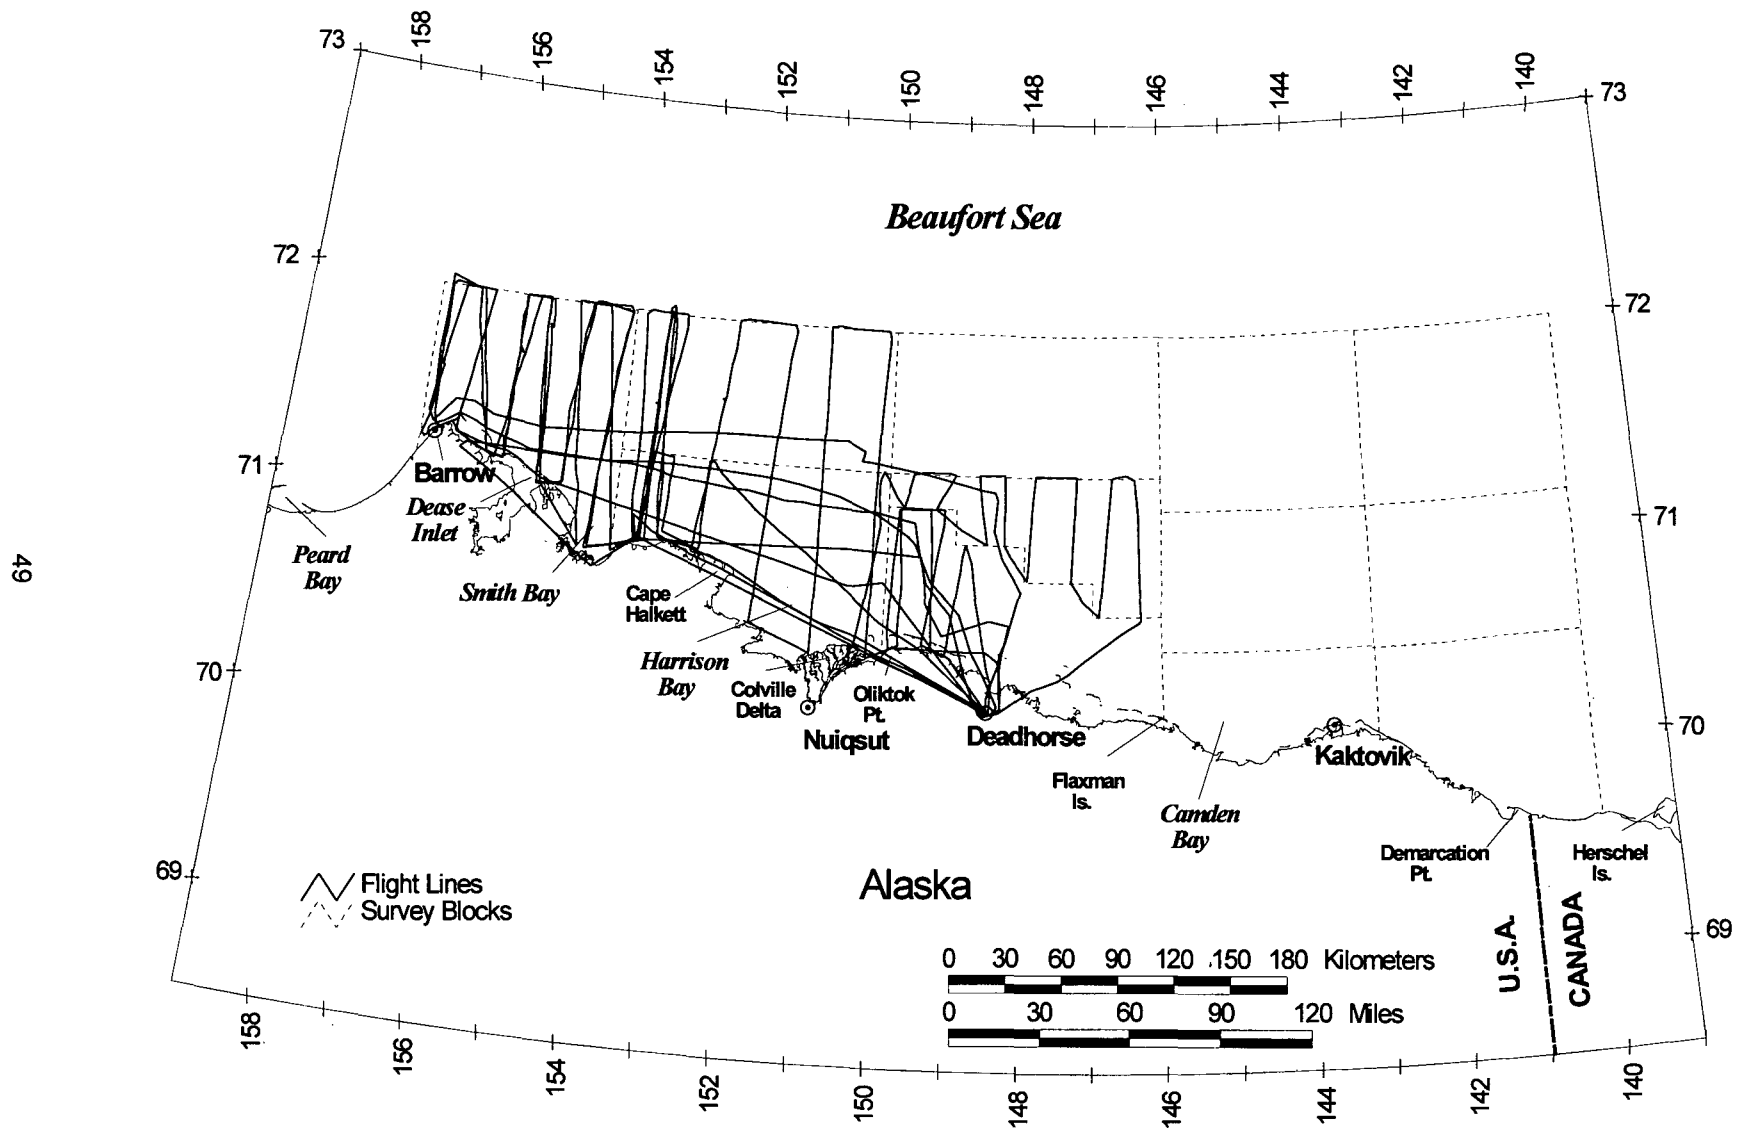 158
156
154
152
150
148
146
144
142
140
73
73
Beaufort Sea
72
72
71
71
Barrow
Dease
Inlet
Peard
Bay
Smith Bay
Cape
Halkett
49
70
70
Harrison
Bay
Colville
Delta
Oliktok
Pt.
Nuiqsut
Deadhorse
Kaktovik
Flaxman
Is.
Camden
Bay
Demarcation
Pt.
Herschel
Is.
69
69
Flight Lines
Survey Blocks
Alaska
U.S.A.
CANADA
0 30 60 90 120 150 180 Kilometers
0 30 60 90 120 Miles
158
156
154
152
150
148
146
144
142
140